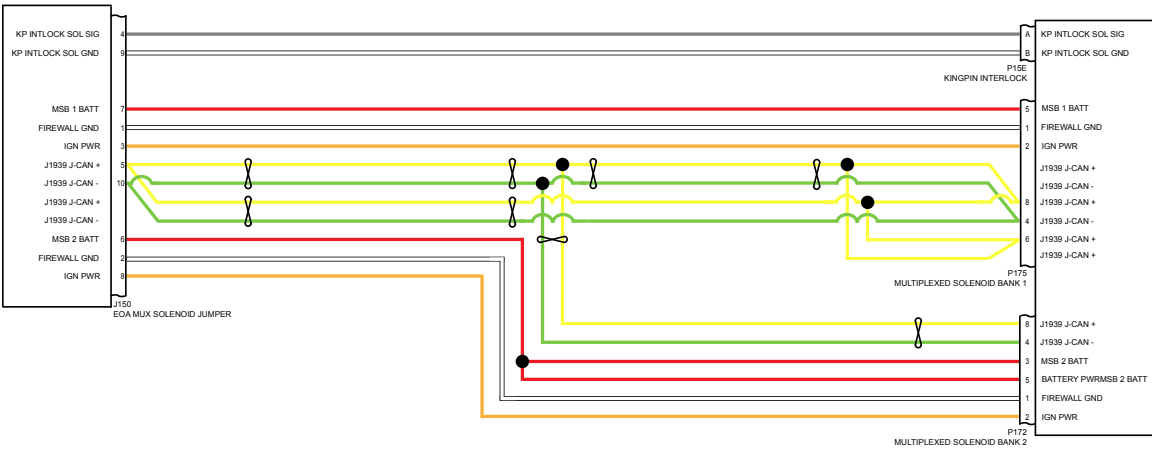 KP INTLOCK SOL SIG 4
KP INTLOCK SOL GND 9
MSB 1 BATT 7
FIREWALL GND 1
IGN PWR 3
J1939 J-CAN + 5
J1939 J-CAN - 10
J1939 J-CAN +
J1939 J-CAN -
MSB 2 BATT 6
FIREWALL GND 2
IGN PWR 8
J150
EOA MUX SOLENOID JUMPER
A KP INTLOCK SOL SIG
B KP INTLOCK SOL GND
P15E
KINGPIN INTERLOCK
5 MSB 1 BATT
1 FIREWALL GND
2 IGN PWR
J1939 J-CAN +
J1939 J-CAN -
8 J1939 J-CAN +
4 J1939 J-CAN -
6 J1939 J-CAN +
J1939 J-CAN +
P175
MULTIPLEXED SOLENOID BANK 1
8 J1939 J-CAN +
4 J1939 J-CAN -
3 MSB 2 BATT
5 BATTERY PWRMSB 2 BATT
1 FIREWALL GND
2 IGN PWR
P172
MULTIPLEXED SOLENOID BANK 2